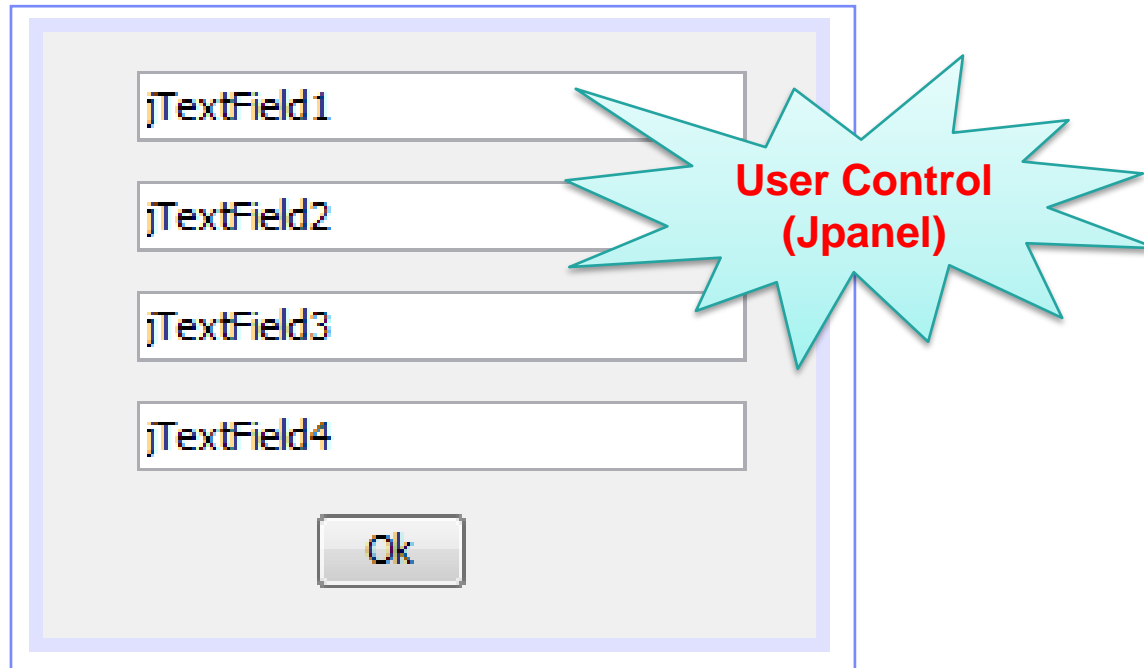 jTextField1
jTextField2
jTextField3
jTextField4
Ok
User Control
(Jpanel)